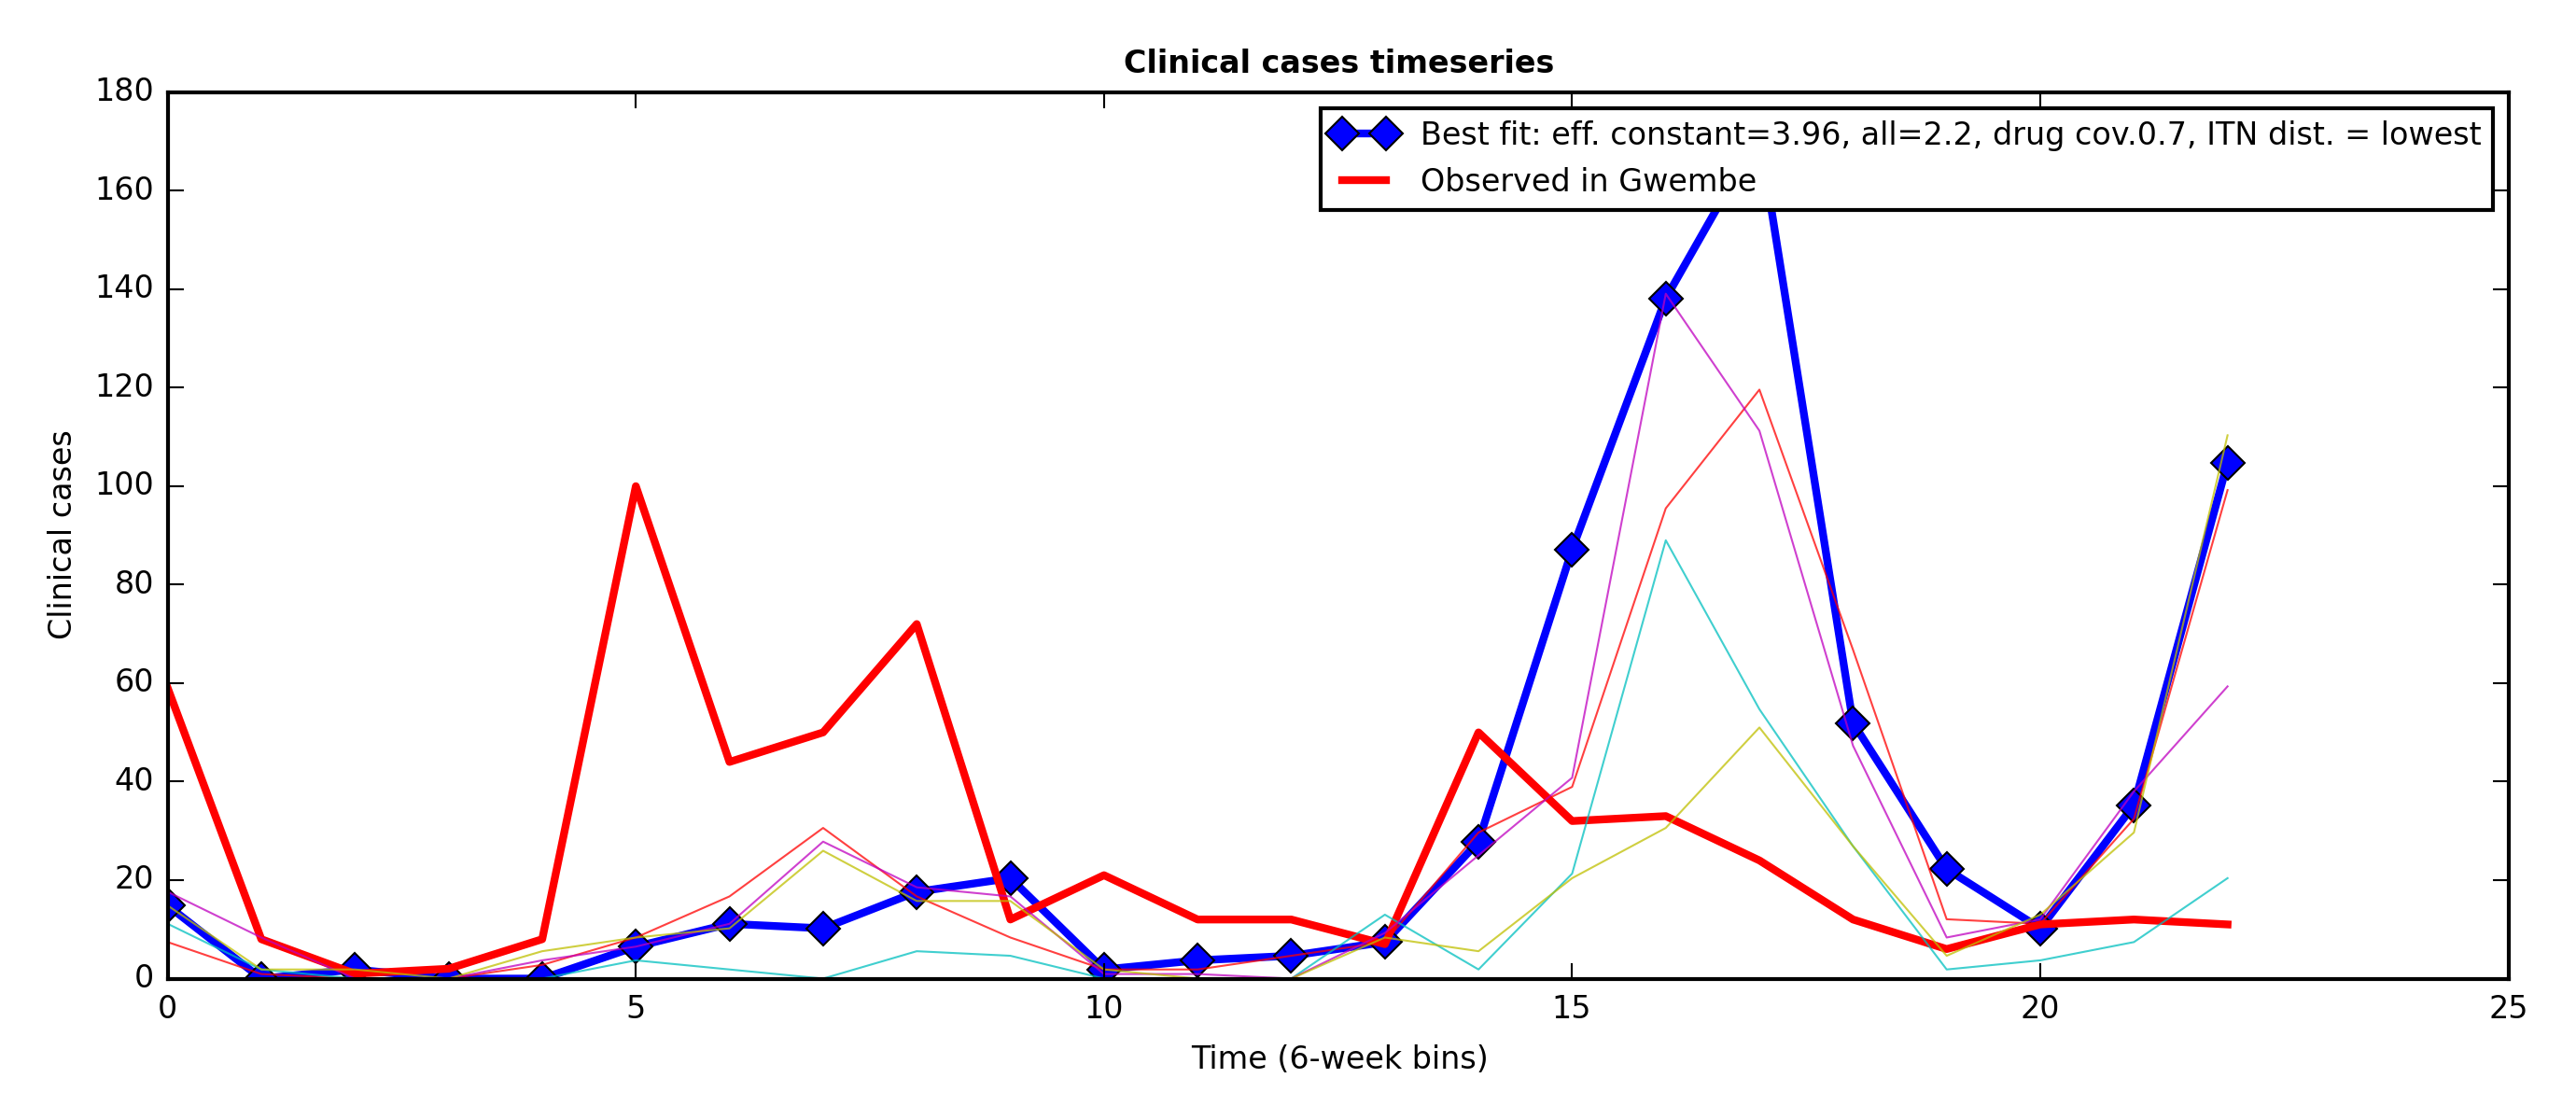 Clinical cases timeseries
Best fit: eff. constant=3.96, all=2.2, drug cov.0.7, ITN dist. = lowest
Observed in Gwembe
180
160
140
120
100
80
60
40
20
0
Clinical cases
0 5 10 15 20 25
Time (6-week bins)